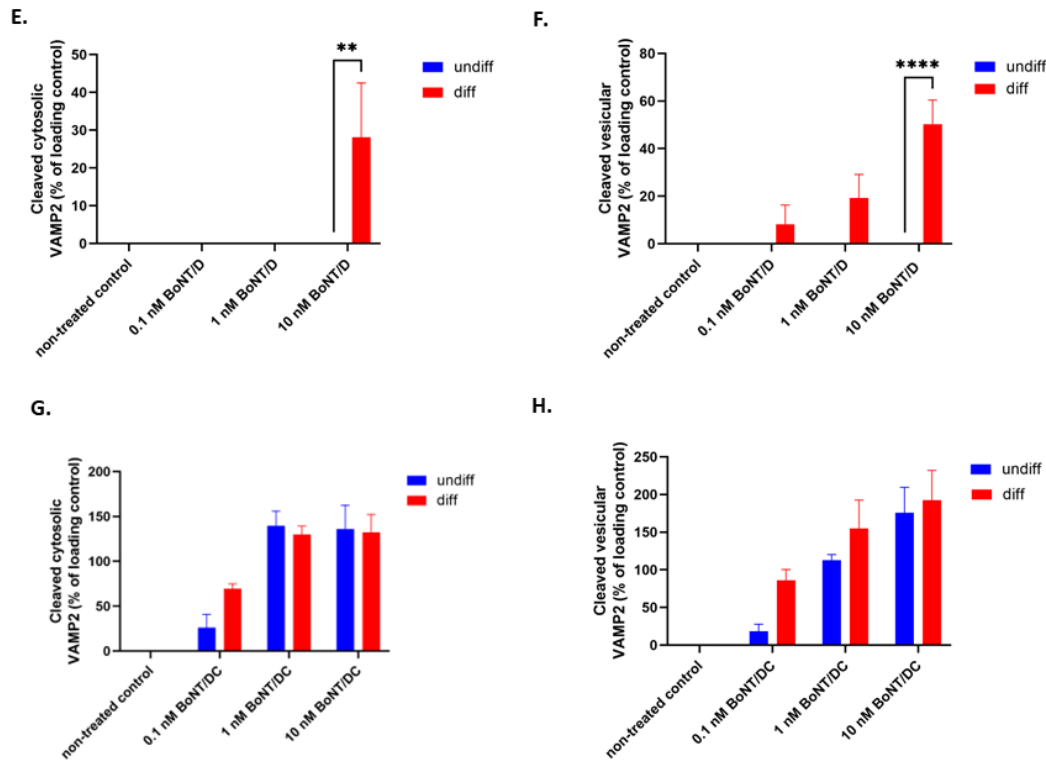 E.
Cleaved cytosolic
VAMP2 (% of loading control)
50
40
30
20
10
0
**
undiff
diff
non-treated control
0.1 nM BoNT/D
1 nM BoNT/D
10 nM BoNT/D
F.
Cleaved vesicular
VAMP2 (% of loading control)
80
60
40
20
0
****
undiff
diff
non-treated control
0.1 nM BoNT/D
1 nM BoNT/D
10 nM BoNT/D
G.
Cleaved cytosolic
VAMP2 (% of loading control)
200
150
100
50
0
undiff
diff
non-treated control
0.1 nM BoNT/DC
1 nM BoNT/DC
10 nM BoNT/DC
H.
Cleaved vesicular
VAMP2 (% of loading control)
250
200
150
100
50
0
undiff
diff
non-treated control
0.1 nM BoNT/DC
1 nM BoNT/DC
10 nM BoNT/DC